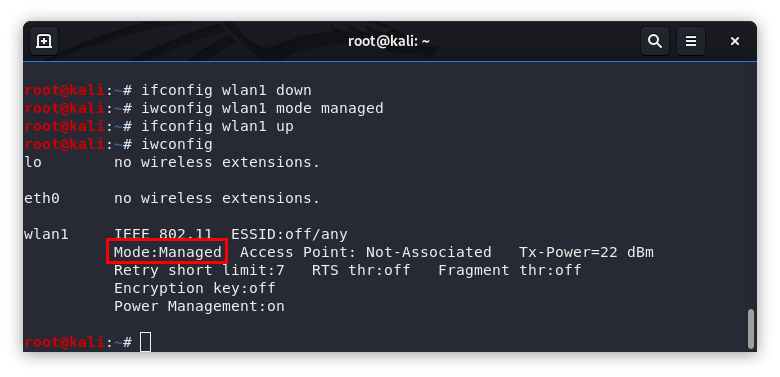 root@kali: ~
root@kali:~# ifconfig wlan1 down
root@kali:~# iwconfig wlan1 mode managed
root@kali:~# ifconfig wlan1 up
root@kali:~# iwconfig
lo        no wireless extensions.
eth0      no wireless extensions.
wlan1     IEEE 802.11  ESSID:off/any
          Mode:Managed  Access Point: Not-Associated   Tx-Power=22 dBm
          Retry short limit:7   RTS thr:off   Fragment thr:off
          Encryption key:off
          Power Management:on
root@kali:~#